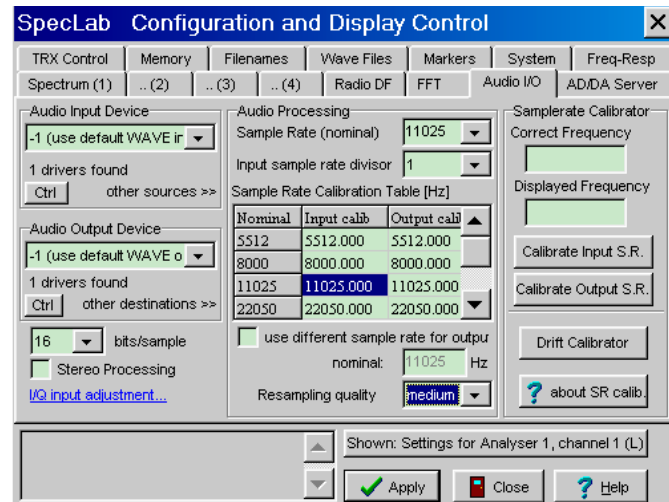 SpecLab Configuration and Display Control
TRX Control Memory Filenames Wave Files Markers System Freq-Resp
Spectrum (1) .. (2) .. (3) .. (4) Radio DF FFT Audio I/O AD/DA Server
Audio Input Device
-1 (use default WAVE ir
1 drivers found
Ctrl other sources >>
Audio Output Device
-1 (use default WAVE o
1 drivers found
Ctrl other destinations >>
16 bits/sample
Stereo Processing
I/Q input adjustment...
Audio Processing
Sample Rate (nominal) 11025
Input sample rate divisor 1
Sample Rate Calibration Table [Hz]
Nominal Input calib Output calil
5512 5512.000 5512.000
8000 8000.000 8000.000
11025 11025.000 11025.000
22050 22050.000 22050.000
use different sample rate for outpu
nominal: 11025 Hz
Resampling quality medium
Samplerate Calibrator
Correct Frequency
Displayed Frequency
Calibrate Input S.R.
Calibrate Output S.R.
Drift Calibrator
? about SR calib.
Shown: Settings for Analyser 1, channel 1 (L)
Apply Close ? Help